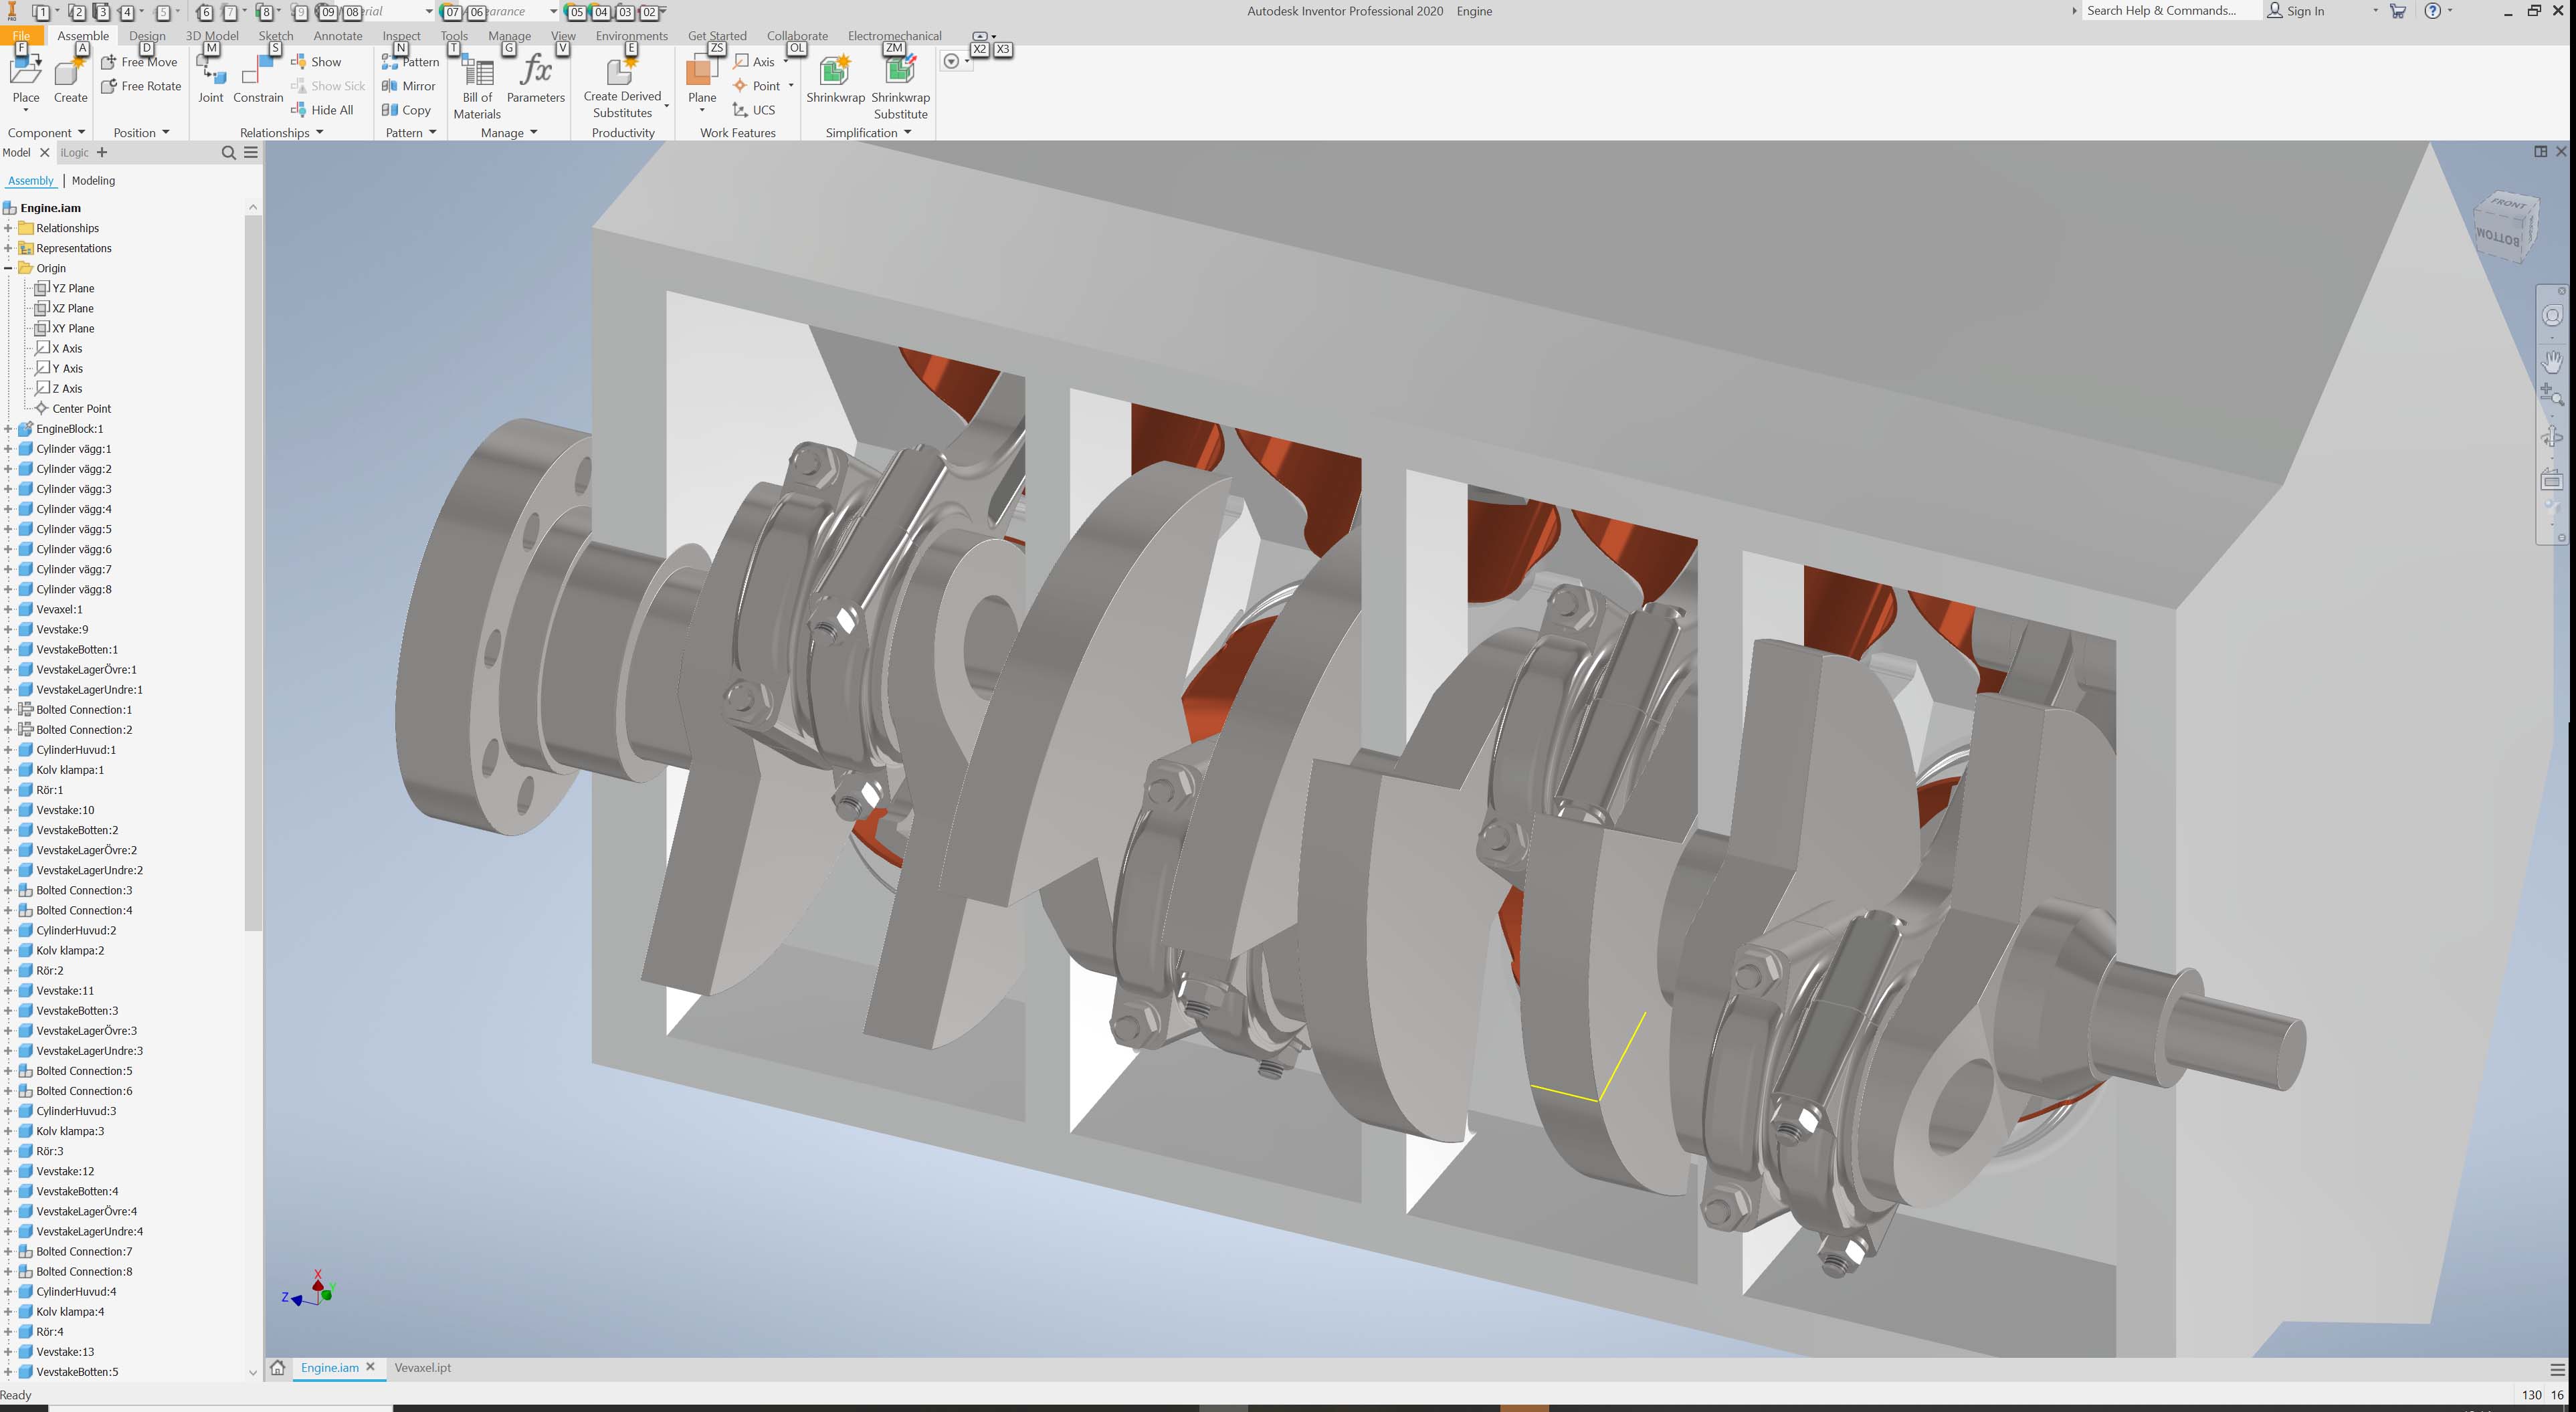 1 2 3 4 5 6 7 8 9 09 08 erial 07 06 earance 05 04 03 02
Autodesk Inventor Professional 2020 Engine
Search Help & Commands... Sign In
File Assemble Design 3D Model Sketch Annotate Inspect Tools Manage View Environments Get Started Collaborate Electromechanical
F A D M S N T G V E ZS OL ZM X2 X3
Place
Create
Free Move
Free Rotate
Joint
Constrain
Show
Show Sick
Hide All
Pattern
Mirror
Copy
Bill of
Materials
fx
Parameters
Create Derived
Substitutes
Plane
Axis
Point
UCS
Shrinkwrap
Shrinkwrap
Substitute
Component Position Relationships Pattern Manage Productivity Work Features Simplification
Model iLogic +
Assembly | Modeling
Engine.iam
Relationships
Representations
Origin
YZ Plane
XZ Plane
XY Plane
X Axis
Y Axis
Z Axis
Center Point
EngineBlock:1
Cylinder vägg:1
Cylinder vägg:2
Cylinder vägg:3
Cylinder vägg:4
Cylinder vägg:5
Cylinder vägg:6
Cylinder vägg:7
Cylinder vägg:8
Vevaxel:1
Vevstake:9
VevstakeBotten:1
VevstakeLagerÖvre:1
VevstakeLagerUndre:1
Bolted Connection:1
Bolted Connection:2
CylinderHuvud:1
Kolv klampa:1
Rör:1
Vevstake:10
VevstakeBotten:2
VevstakeLagerÖvre:2
VevstakeLagerUndre:2
Bolted Connection:3
Bolted Connection:4
CylinderHuvud:2
Kolv klampa:2
Rör:2
Vevstake:11
VevstakeBotten:3
VevstakeLagerÖvre:3
VevstakeLagerUndre:3
Bolted Connection:5
Bolted Connection:6
CylinderHuvud:3
Kolv klampa:3
Rör:3
Vevstake:12
VevstakeBotten:4
VevstakeLagerÖvre:4
VevstakeLagerUndre:4
Bolted Connection:7
Bolted Connection:8
CylinderHuvud:4
Kolv klampa:4
Rör:4
Vevstake:13
VevstakeBotten:5
FRONT
BOTTOM
X
Y
Z
Engine.iam Vevaxel.ipt
Ready
130 16